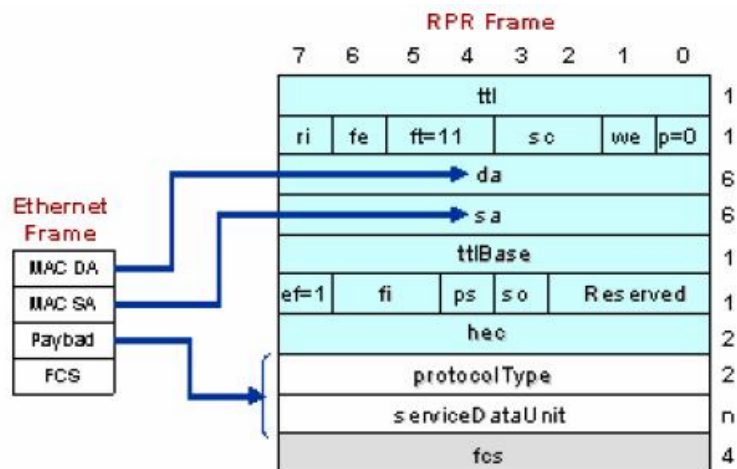 RPR Frame
7 6 5 4 3 2 1 0
ttl 1
ri fe ft=11 sc we p=0 1
da 6
sa 6
ttlBase 1
ef=1 fi ps so Reserved 1
hec 2
protocolType 2
serviceDataUnit n
fcs 4
Ethernet
Frame
MAC DA
MAC SA
Paybad
FCS